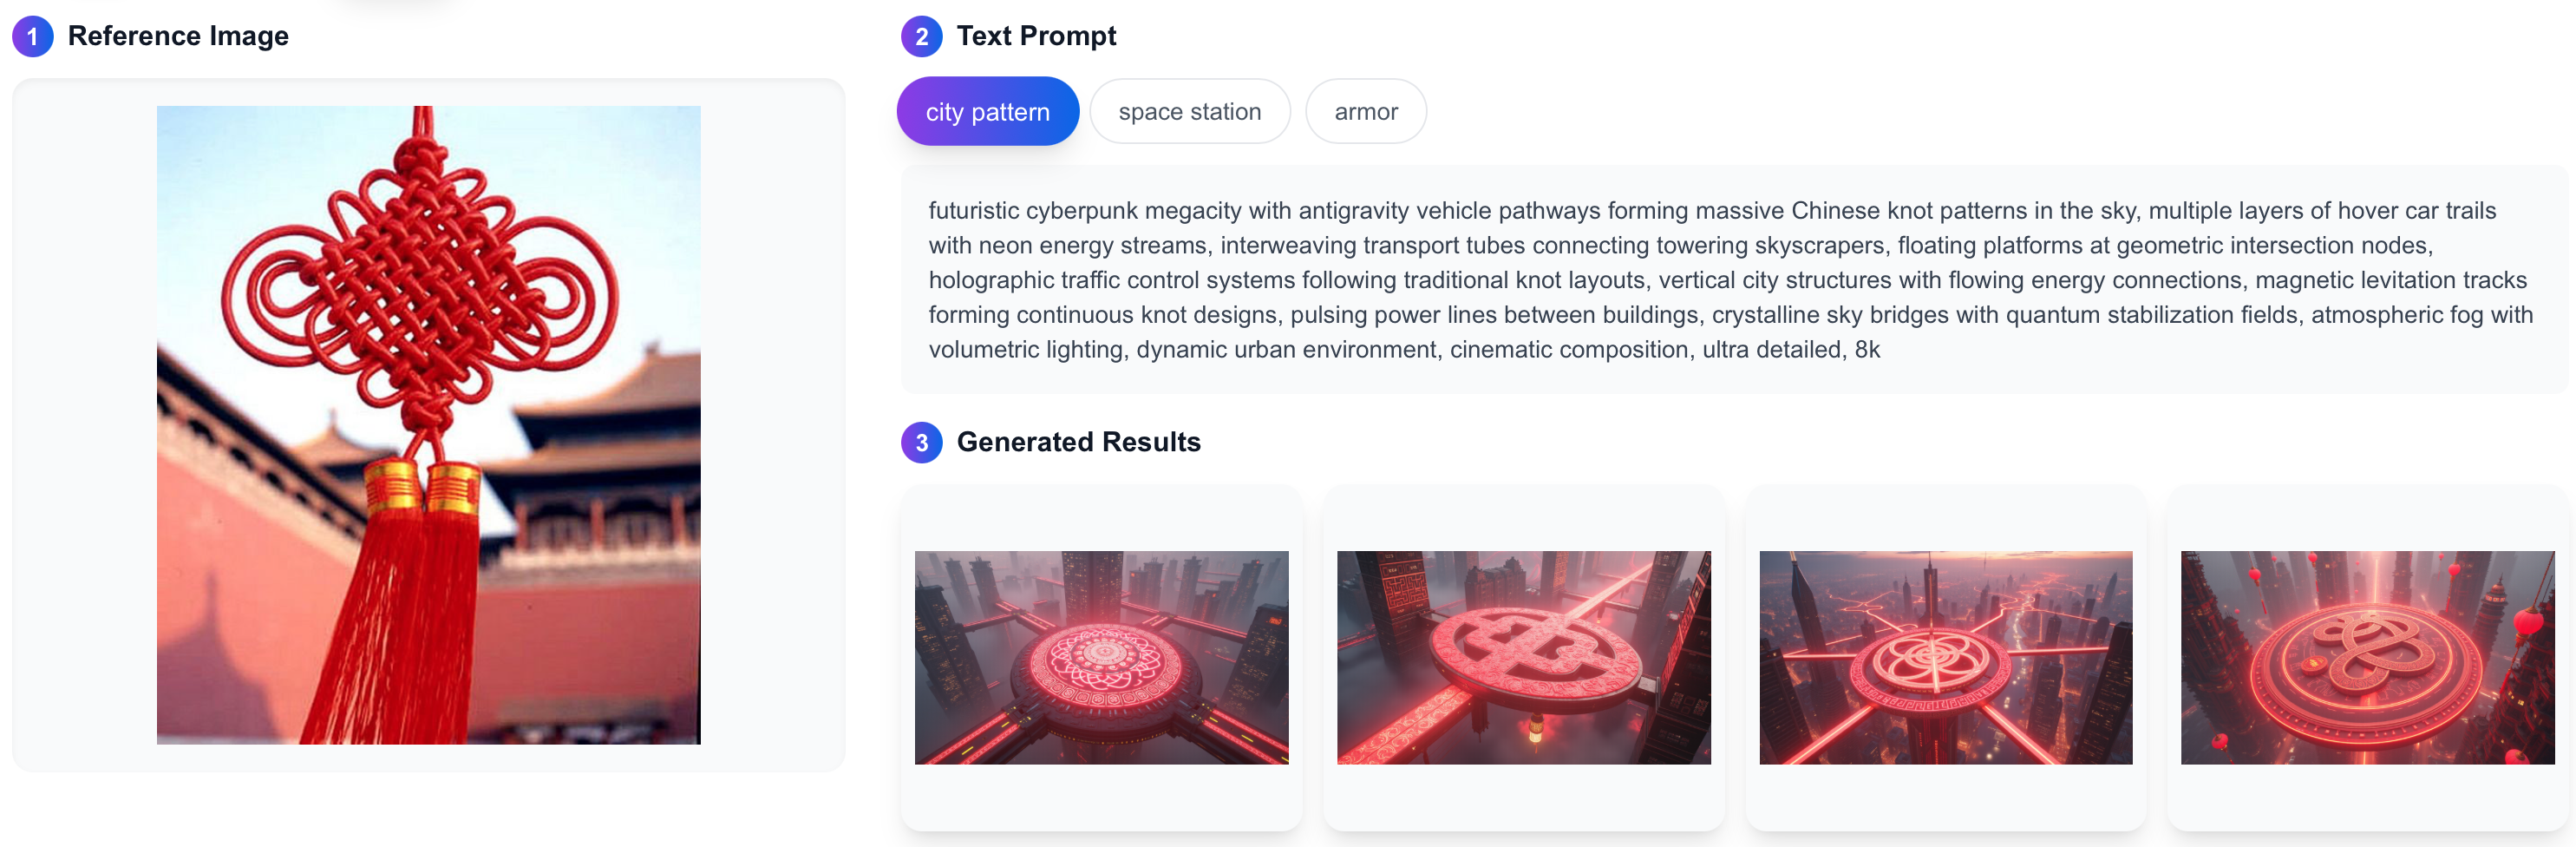 1 Reference Image
2 Text Prompt
city pattern space station armor
futuristic cyberpunk megacity with antigravity vehicle pathways forming massive Chinese knot patterns in the sky, multiple layers of hover car trails
with neon energy streams, interweaving transport tubes connecting towering skyscrapers, floating platforms at geometric intersection nodes,
holographic traffic control systems following traditional knot layouts, vertical city structures with flowing energy connections, magnetic levitation tracks
forming continuous knot designs, pulsing power lines between buildings, crystalline sky bridges with quantum stabilization fields, atmospheric fog with
volumetric lighting, dynamic urban environment, cinematic composition, ultra detailed, 8k
3 Generated Results